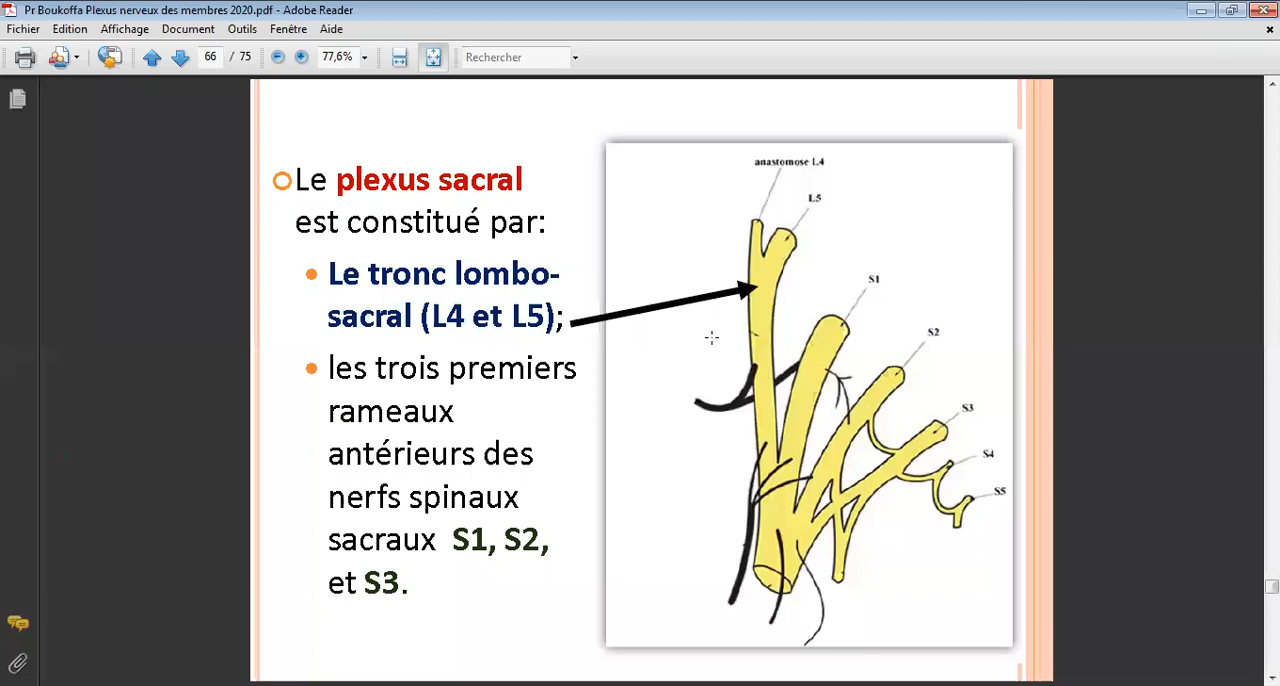 Pr Boukoffa Plexus nerveux des membres 2020.pdf - Adobe Reader
Fichier Edition Affichage Document Outils Fenêtre Aide
66 / 75 77,6% Rechercher
Le plexus sacral
est constitué par:
Le tronc lombo-
sacral (L4 et L5);
les trois premiers
rameaux
antérieurs des
nerfs spinaux
sacraux S1, S2,
et S3.
anastomose L4
L5
S1
S2
S3
S4
S5